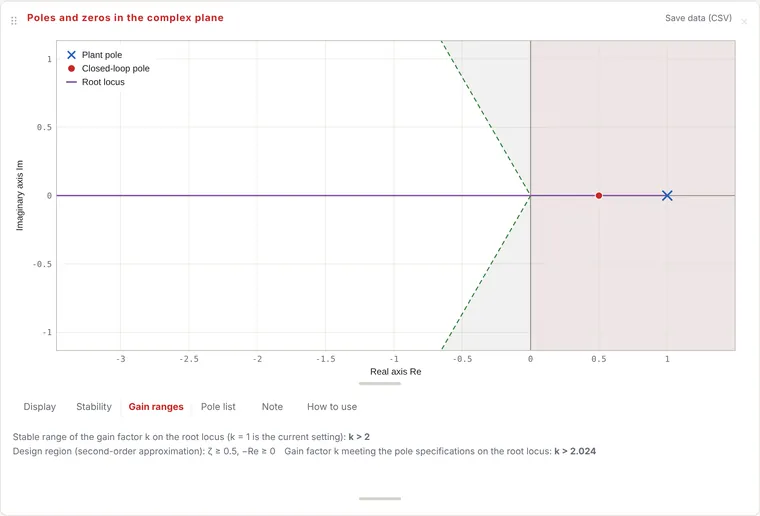 Poles and zeros in the complex plane
Save data (CSV)
×
Plant pole
Closed-loop pole
Root locus
Imaginary axis Im
1
0.5
0
-0.5
-1
-3
-2.5
-2
-1.5
-1
-0.5
0
0.5
1
Real axis Re
Display
Stability
Gain ranges
Pole list
Note
How to use
Stable range of the gain factor k on the root locus (k = 1 is the current setting): k > 2
Design region (second-order approximation): ζ ≥ 0.5, −Re ≥ 0 Gain factor k meeting the pole specifications on the root locus: k > 2.024